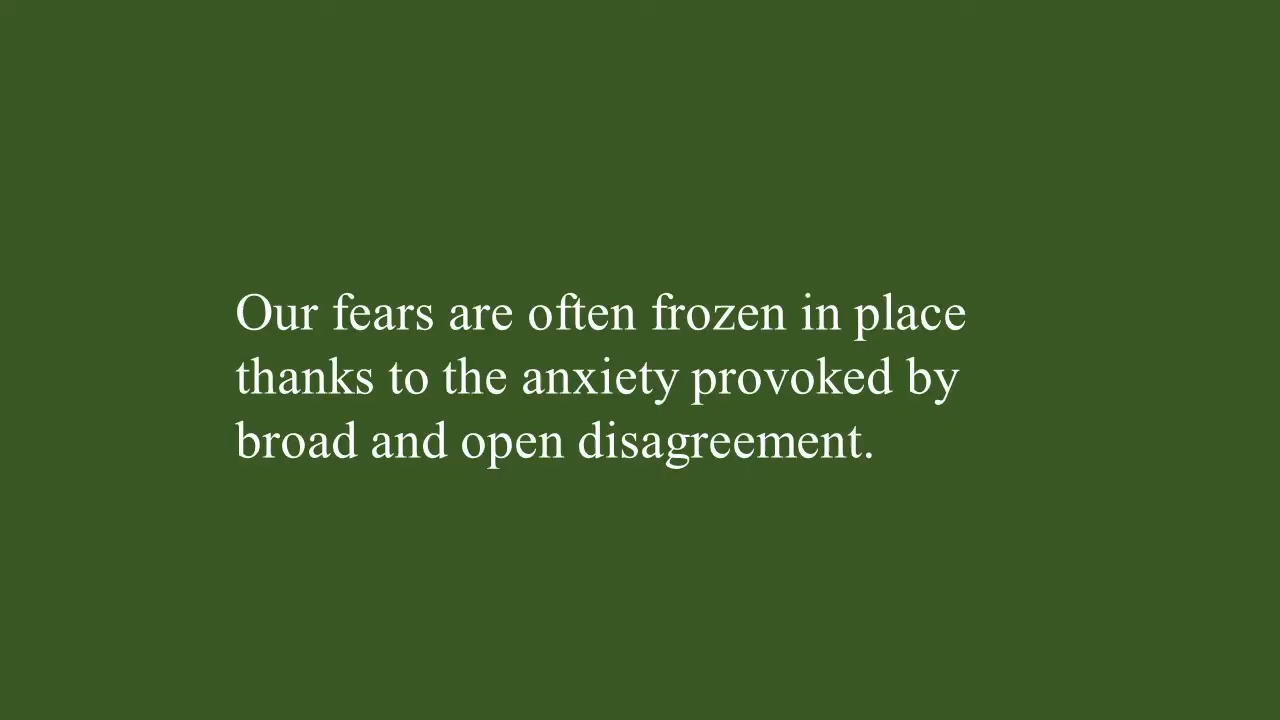 Our fears are often frozen in place
thanks to the anxiety provoked by
broad and open disagreement.